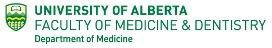 UNIVERSITY OF ALBERTA
FACULTY OF MEDICINE & DENTISTRY
Department of Medicine